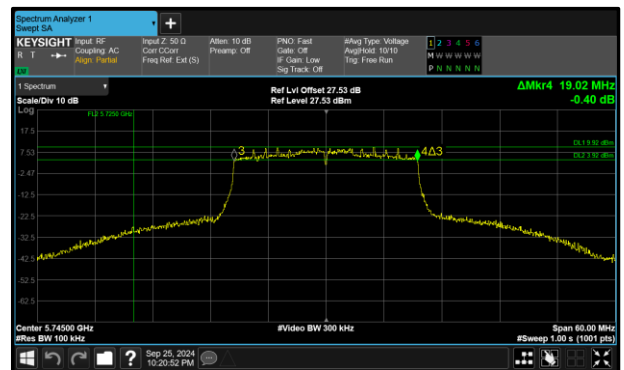 Spectrum Analyzer 1
Swept SA
+
KEYSIGHT Input: RF Input Z: 50 Ω Atten: 10 dB PNO: Fast #Avg Type: Voltage 1 2 3 4 5 6
R T Coupling: AC Corr CCorr Preamp: Off Gate: Off Avg|Hold: 10/10 M W W W W W
Align: Partial Freq Ref: Ext (S) IF Gain: Low Trig: Free Run P N N N N N
Sig Track: Off
LXI
1 Spectrum Ref Lvl Offset 27.53 dB ΔMkr4 19.02 MHz
Scale/Div 10 dB Ref Level 27.53 dBm -0.40 dB
Log
FL2 5.7250 GHz
17.5
DL1 9.92 dBm
7.53 3 4Δ3
DL2 3.92 dBm
-2.47
-12.5
-22.5
-32.5
-42.5
-52.5
-62.5
Center 5.74500 GHz #Video BW 300 kHz Span 60.00 MHz
#Res BW 100 kHz #Sweep 1.00 s (1001 pts)
? Sep 25, 2024
10:20:52 PM